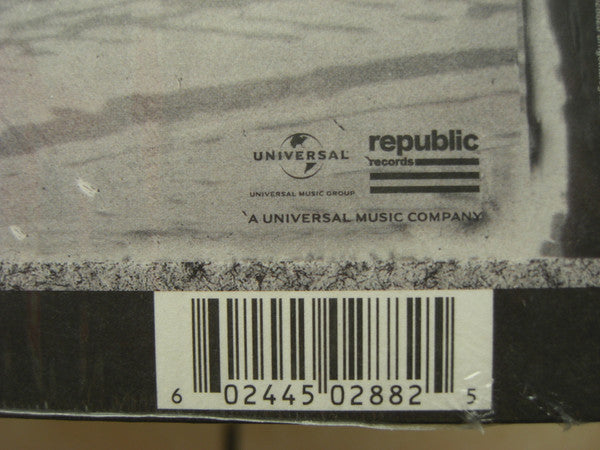 UNIVERSAL
UNIVERSAL MUSIC GROUP
republic
records
A UNIVERSAL MUSIC COMPANY
6 02445 02882 5